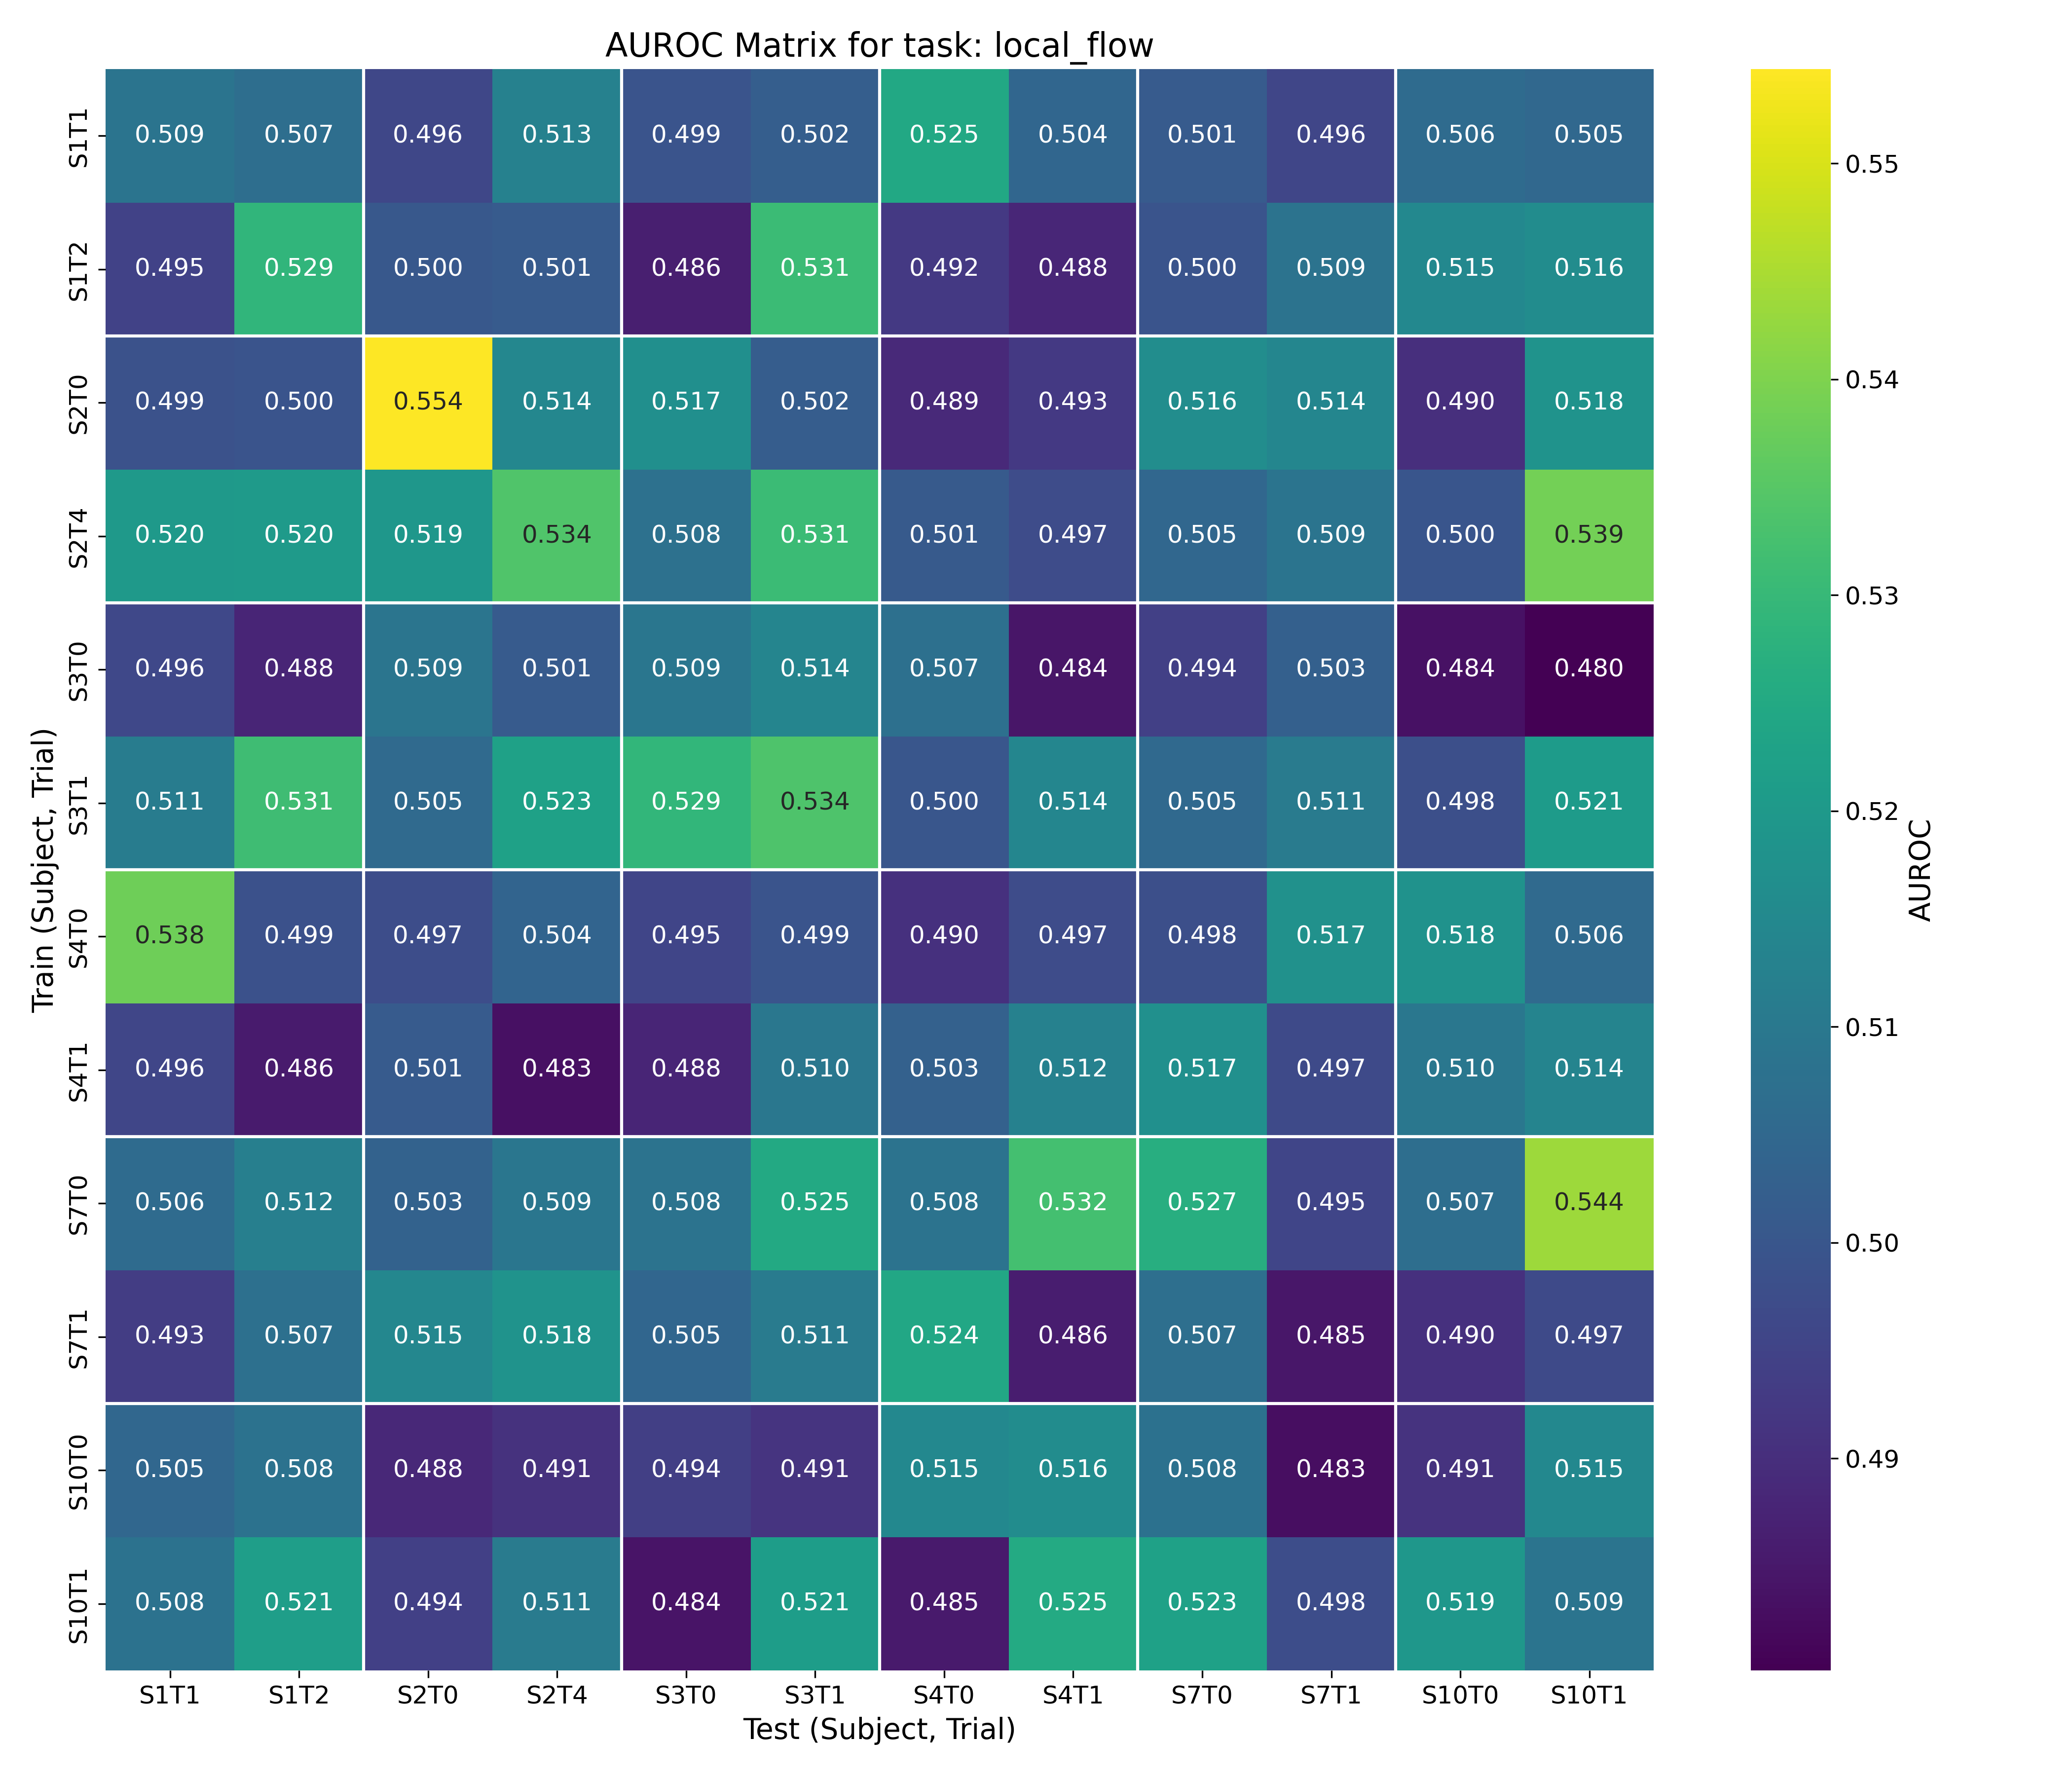 AUROC Matrix for task: local_flow
S1T1 0.509 0.507 0.496 0.513 0.499 0.502 0.525 0.504 0.501 0.496 0.506 0.505
S1T2 0.495 0.529 0.500 0.501 0.486 0.531 0.492 0.488 0.500 0.509 0.515 0.516
S2T0 0.499 0.500 0.554 0.514 0.517 0.502 0.489 0.493 0.516 0.514 0.490 0.518
S2T4 0.520 0.520 0.519 0.534 0.508 0.531 0.501 0.497 0.505 0.509 0.500 0.539
S3T0 0.496 0.488 0.509 0.501 0.509 0.514 0.507 0.484 0.494 0.503 0.484 0.480
S3T1 0.511 0.531 0.505 0.523 0.529 0.534 0.500 0.514 0.505 0.511 0.498 0.521
S4T0 0.538 0.499 0.497 0.504 0.495 0.499 0.490 0.497 0.498 0.517 0.518 0.506
S4T1 0.496 0.486 0.501 0.483 0.488 0.510 0.503 0.512 0.517 0.497 0.510 0.514
S7T0 0.506 0.512 0.503 0.509 0.508 0.525 0.508 0.532 0.527 0.495 0.507 0.544
S7T1 0.493 0.507 0.515 0.518 0.505 0.511 0.524 0.486 0.507 0.485 0.490 0.497
S10T0 0.505 0.508 0.488 0.491 0.494 0.491 0.515 0.516 0.508 0.483 0.491 0.515
S10T1 0.508 0.521 0.494 0.511 0.484 0.521 0.485 0.525 0.523 0.498 0.519 0.509
S1T1 S1T2 S2T0 S2T4 S3T0 S3T1 S4T0 S4T1 S7T0 S7T1 S10T0 S10T1
Test (Subject, Trial)
Train (Subject, Trial)
0.55
0.54
0.53
0.52
0.51
0.50
0.49
AUROC